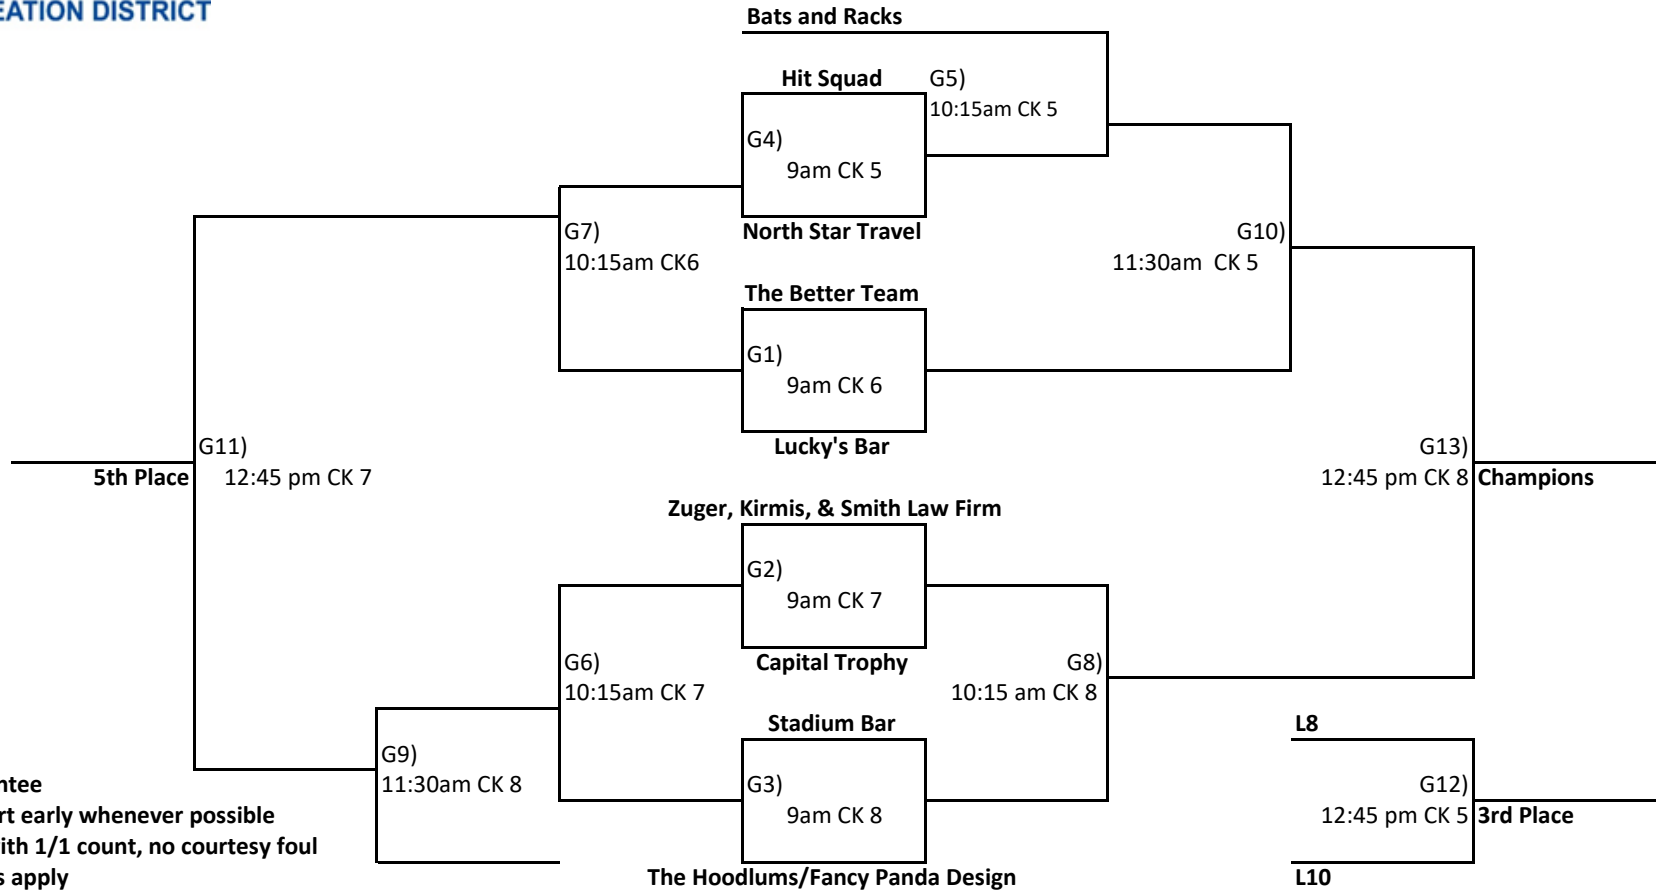 EATION DISTRICT
Bats and Racks
Hit Squad
G5)
10:15am CK 5
G4)
9am CK 5
G7)
North Star Travel
G10)
10:15am CK6
11:30am  CK 5
The Better Team
G1)
9am CK 6
Lucky's Bar
G11)
G13)
5th Place
12:45 pm CK 7
12:45 pm CK 8
Champions
Zuger, Kirmis, & Smith Law Firm
G2)
9am CK 7
G6)
Capital Trophy
G8)
10:15am CK 7
10:15 am CK 8
Stadium Bar
L8
G9)
11:30am CK 8
G3)
G12)
9am CK 8
12:45 pm CK 5
3rd Place
The Hoodlums/Fancy Panda Design
L10
ntee
rt early whenever possible
ith 1/1 count, no courtesy foul
s apply